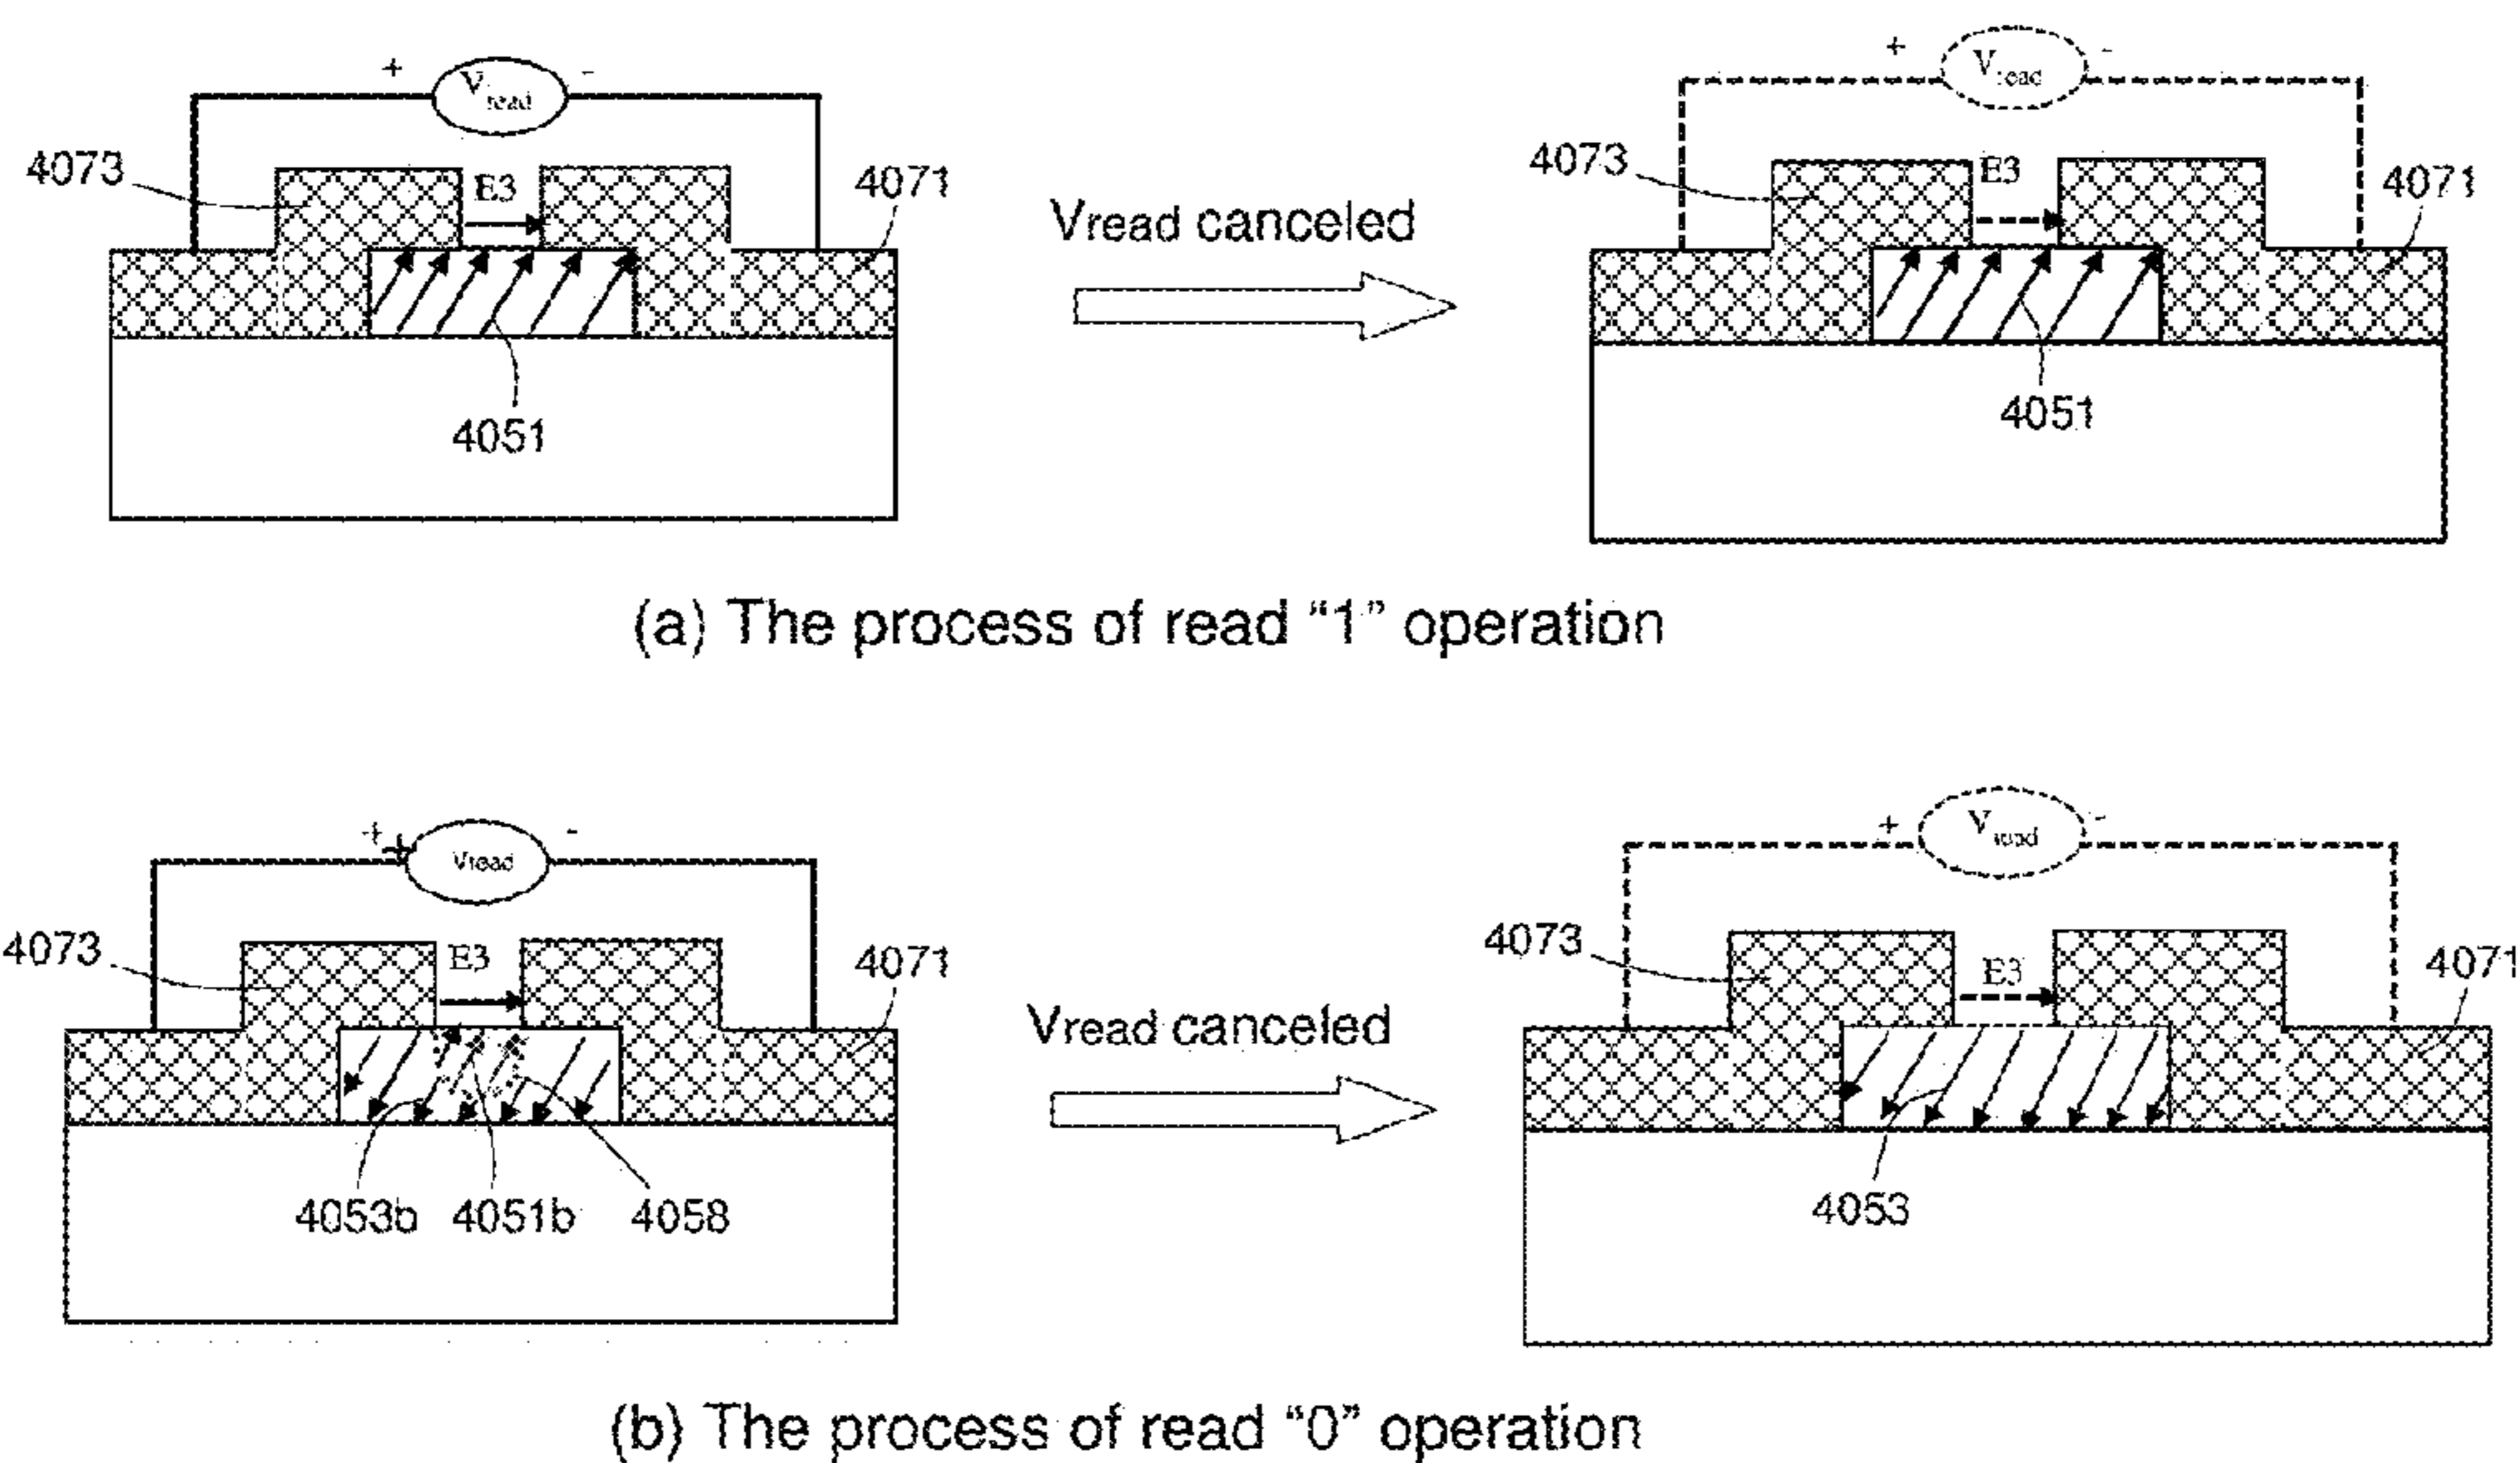 + Vread -
4073
E3
4071
4051
Vread canceled
+ Vread -
4073
E3
4071
4051
(a) The process of read “1” operation
+ Vread -
4073
E3
4071
4053b
4051b
4058
Vread canceled
+ Vread -
4073
E3
4071
4053
(b) The process of read “0” operation